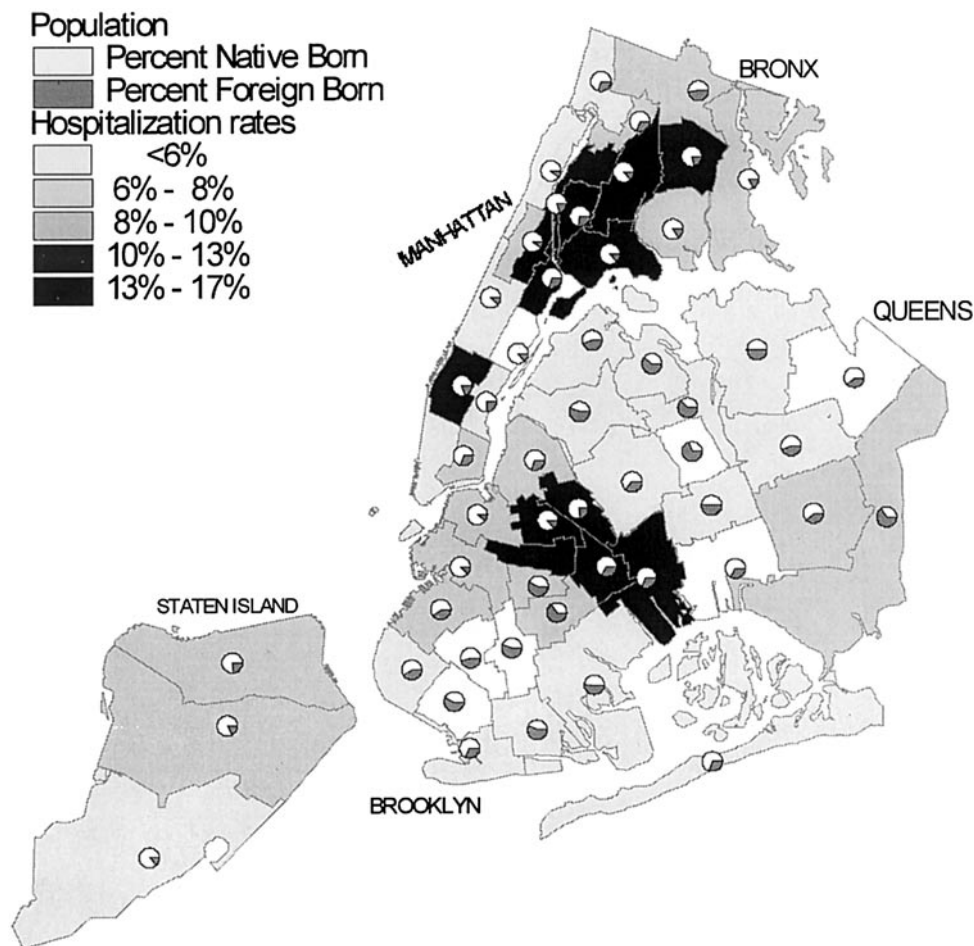 Population
Percent Native Born
Percent Foreign Born
Hospitalization rates
<6%
6% - 8%
8% - 10%
10% - 13%
13% - 17%
BRONX
MANHATTAN
QUEENS
STATEN ISLAND
BROOKLYN